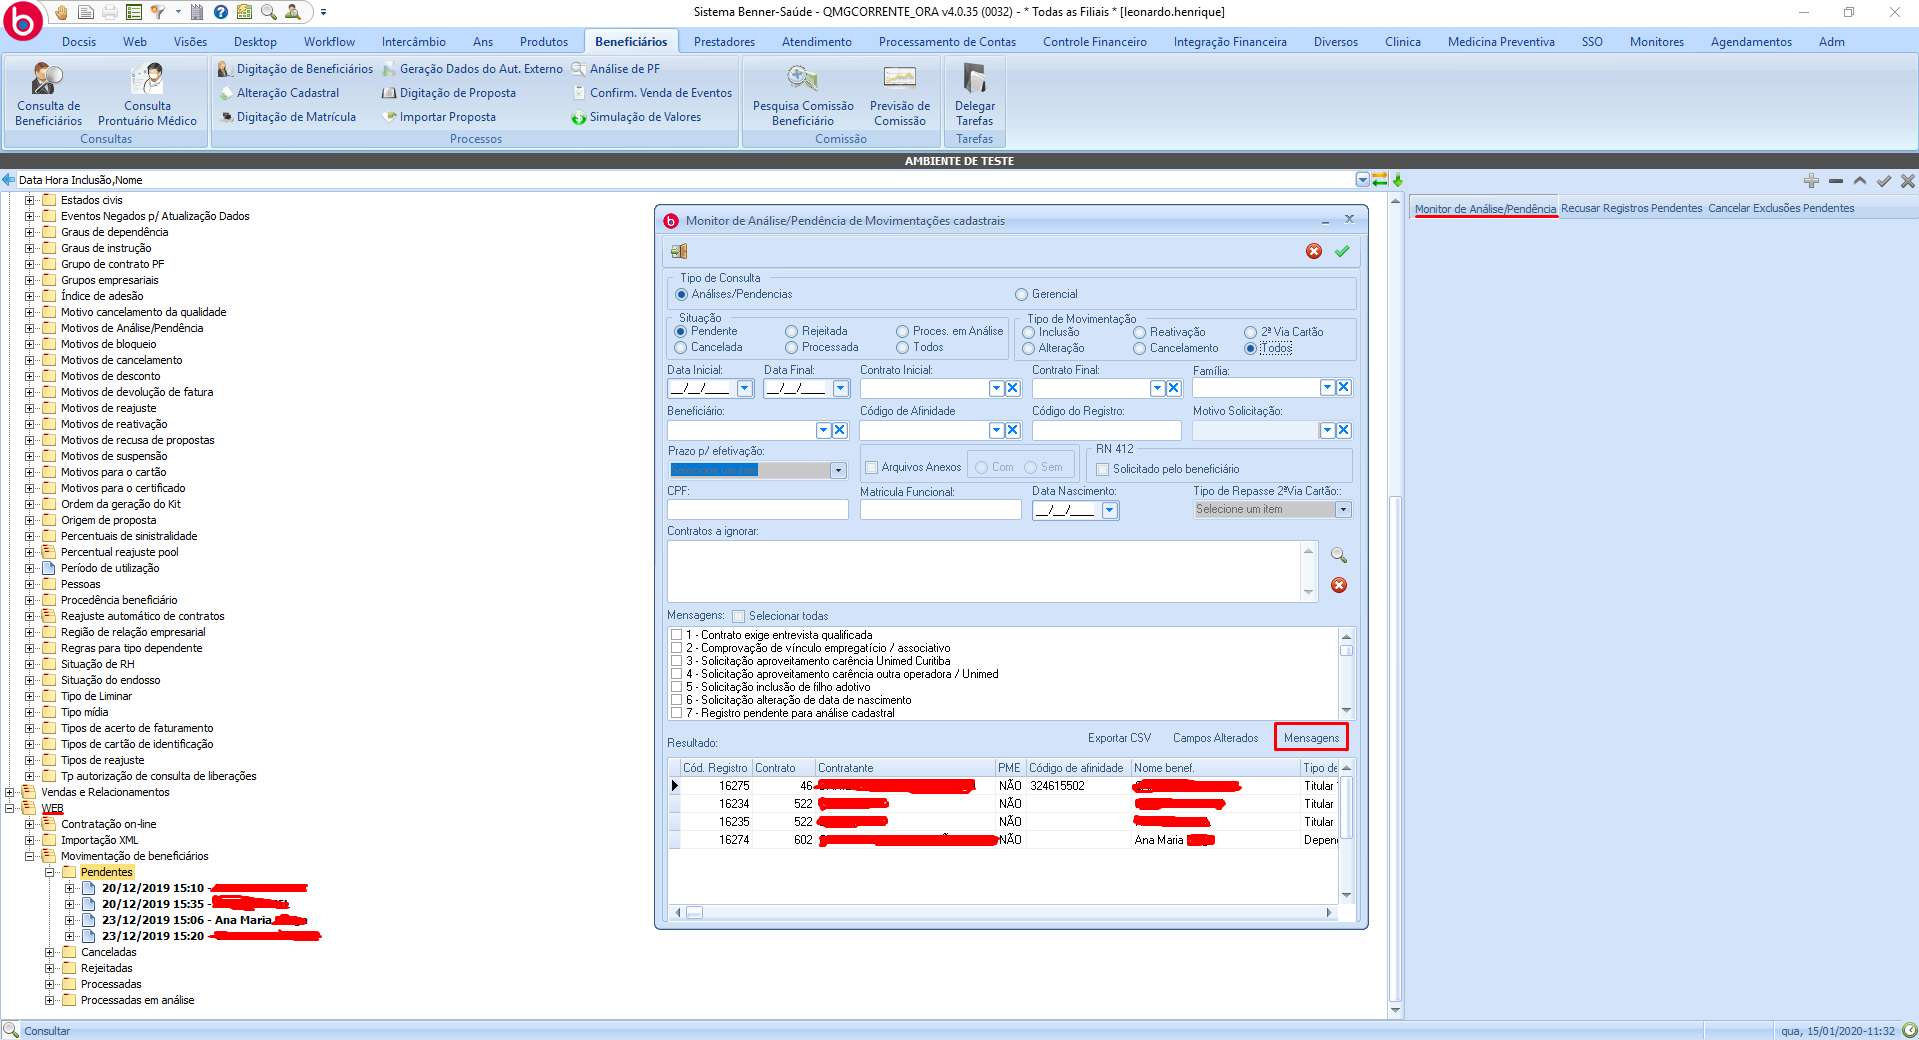 Sistema Benner-Saúde - QMGCORRENTE_ORA v4.0.35 (0032) - * Todas as Filiais * [leonardo.henrique]
Docsis Web Visões Desktop Workflow Intercâmbio Ans Produtos Beneficiários Prestadores Atendimento Processamento de Contas Controle Financeiro Integração Financeira Diversos Clinica Medicina Preventiva SSO Monitores Agendamentos Adm
Consulta de Beneficiários
Consulta Prontuário Médico
Consultas
Digitação de Beneficiários
Alteração Cadastral
Digitação de Matrícula
Geração Dados do Aut. Externo
Digitação de Proposta
Importar Proposta
Análise de PF
Confirm. Venda de Eventos
Simulação de Valores
Processos
Pesquisa Comissão Beneficiário
Previsão de Comissão
Comissão
Delegar Tarefas
Tarefas
AMBIENTE DE TESTE
Data Hora Inclusão,Nome
Estados civis
Eventos Negados p/ Atualização Dados
Graus de dependência
Graus de instrução
Grupo de contrato PF
Grupos empresariais
Índice de adesão
Motivo cancelamento da qualidade
Motivos de Análise/Pendência
Motivos de bloqueio
Motivos de cancelamento
Motivos de desconto
Motivos de devolução de fatura
Motivos de reajuste
Motivos de reativação
Motivos de recusa de propostas
Motivos de suspensão
Motivos para o cartão
Motivos para o certificado
Ordem da geração do Kit
Origem de proposta
Percentuais de sinistralidade
Percentual reajuste pool
Período de utilização
Pessoas
Procedência beneficiário
Reajuste automático de contratos
Região de relação empresarial
Regras para tipo dependente
Situação de RH
Situação do endosso
Tipo de Liminar
Tipo mídia
Tipos de acerto de faturamento
Tipos de cartão de identificação
Tipos de reajuste
Tp autorização de consulta de liberações
Vendas e Relacionamentos
WEB
Contratação on-line
Importação XML
Movimentação de beneficiários
Pendentes
20/12/2019 15:10 -
20/12/2019 15:35 -
23/12/2019 15:06 - Ana Maria
23/12/2019 15:20 -
Canceladas
Rejeitadas
Processadas
Processadas em análise
Monitor de Análise/Pendência de Movimentações cadastrais
Tipo de Consulta
Análises/Pendencias Gerencial
Situação
Pendente Rejeitada Proces. em Análise
Cancelada Processada Todos
Tipo de Movimentação
Inclusão Reativação 2ª Via Cartão
Alteração Cancelamento Todos
Data Inicial: Data Final: Contrato Inicial: Contrato Final: Família:
__/__/____ __/__/____
Beneficiário: Código de Afinidade Código do Registro: Motivo Solicitação:
Prazo p/ efetivação:
Selecione um item
Arquivos Anexos Com Sem
RN 412
Solicitado pelo beneficiário
CPF: Matricula Funcional: Data Nascimento: Tipo de Repasse 2ªVia Cartão::
__/__/____ Selecione um item
Contratos a ignorar:
Mensagens: Selecionar todas
1 - Contrato exige entrevista qualificada
2 - Comprovação de vínculo empregatício / associativo
3 - Solicitação aproveitamento carência Unimed Curitiba
4 - Solicitação aproveitamento carência outra operadora / Unimed
5 - Solicitação inclusão de filho adotivo
6 - Solicitação alteração de data de nascimento
7 - Registro pendente para análise cadastral
Resultado: Exportar CSV Campos Alterados Mensagens
Cód. Registro Contrato Contratante PME Código de afinidade Nome benef. Tipo de
16275 46 NÃO 324615502 Titular
16234 522 NÃO Titular
16235 522 NÃO Titular
16274 602 NÃO Ana Maria Depen
Monitor de Análise/Pendência Recusar Registros Pendentes Cancelar Exclusões Pendentes
Consultar
qua, 15/01/2020-11:32